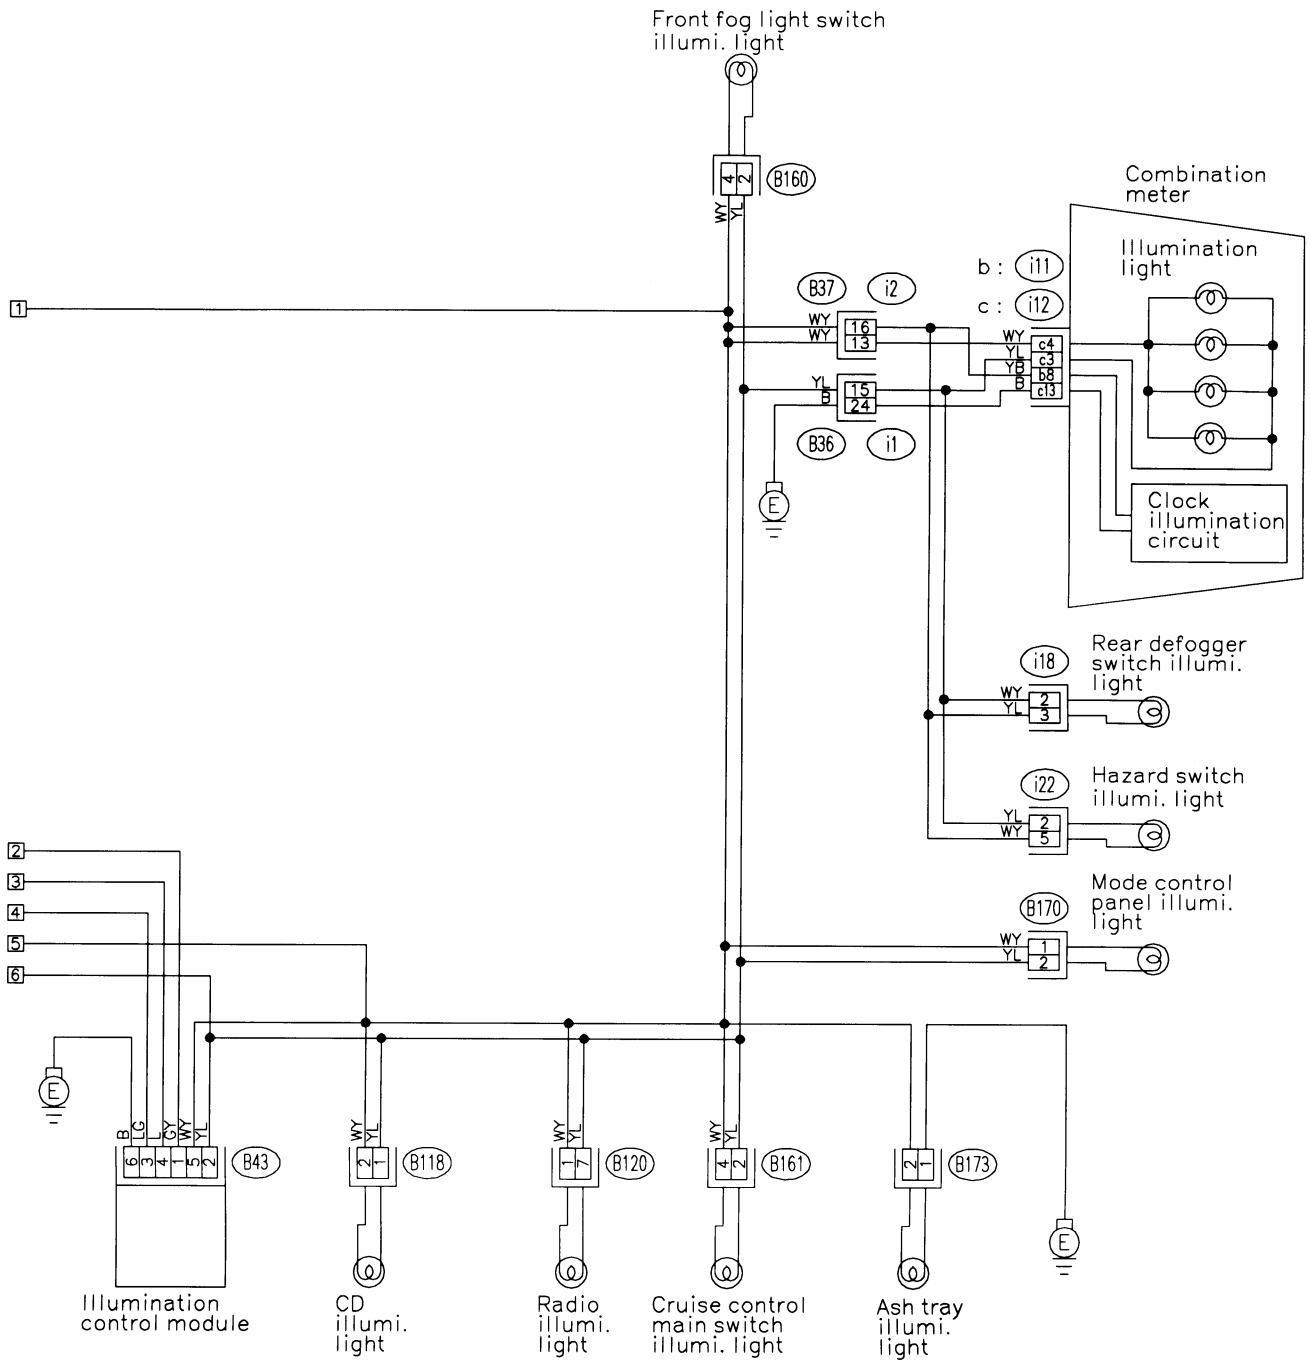 Front fog light switch
illumi. light
4 2
B160
WY YL
Combination
meter
Illumination
light
b : i11
c : i12
1
B37 i2
WY 16
WY 13
WY c4
YL c3
YB b8
B c13
YL 15
B 24
B36 i1
E
Clock
illumination
circuit
Rear defogger
switch illumi.
light
i18
WY 2
YL 3
Hazard switch
illumi. light
i22
YL 2
WY 5
2
3
4
5
6
Mode control
panel illumi.
light
B170
WY 1
YL 2
E
B LG L GY WY YL
6 3 4 1 5 2
B43
WY YL
2 1
B118
WY YL
1 7
B120
WY YL
4 2
B161
2 1
B173
E
Illumination
control module
CD
illumi.
light
Radio
illumi.
light
Cruise control
main switch
illumi. light
Ash tray
illumi.
light